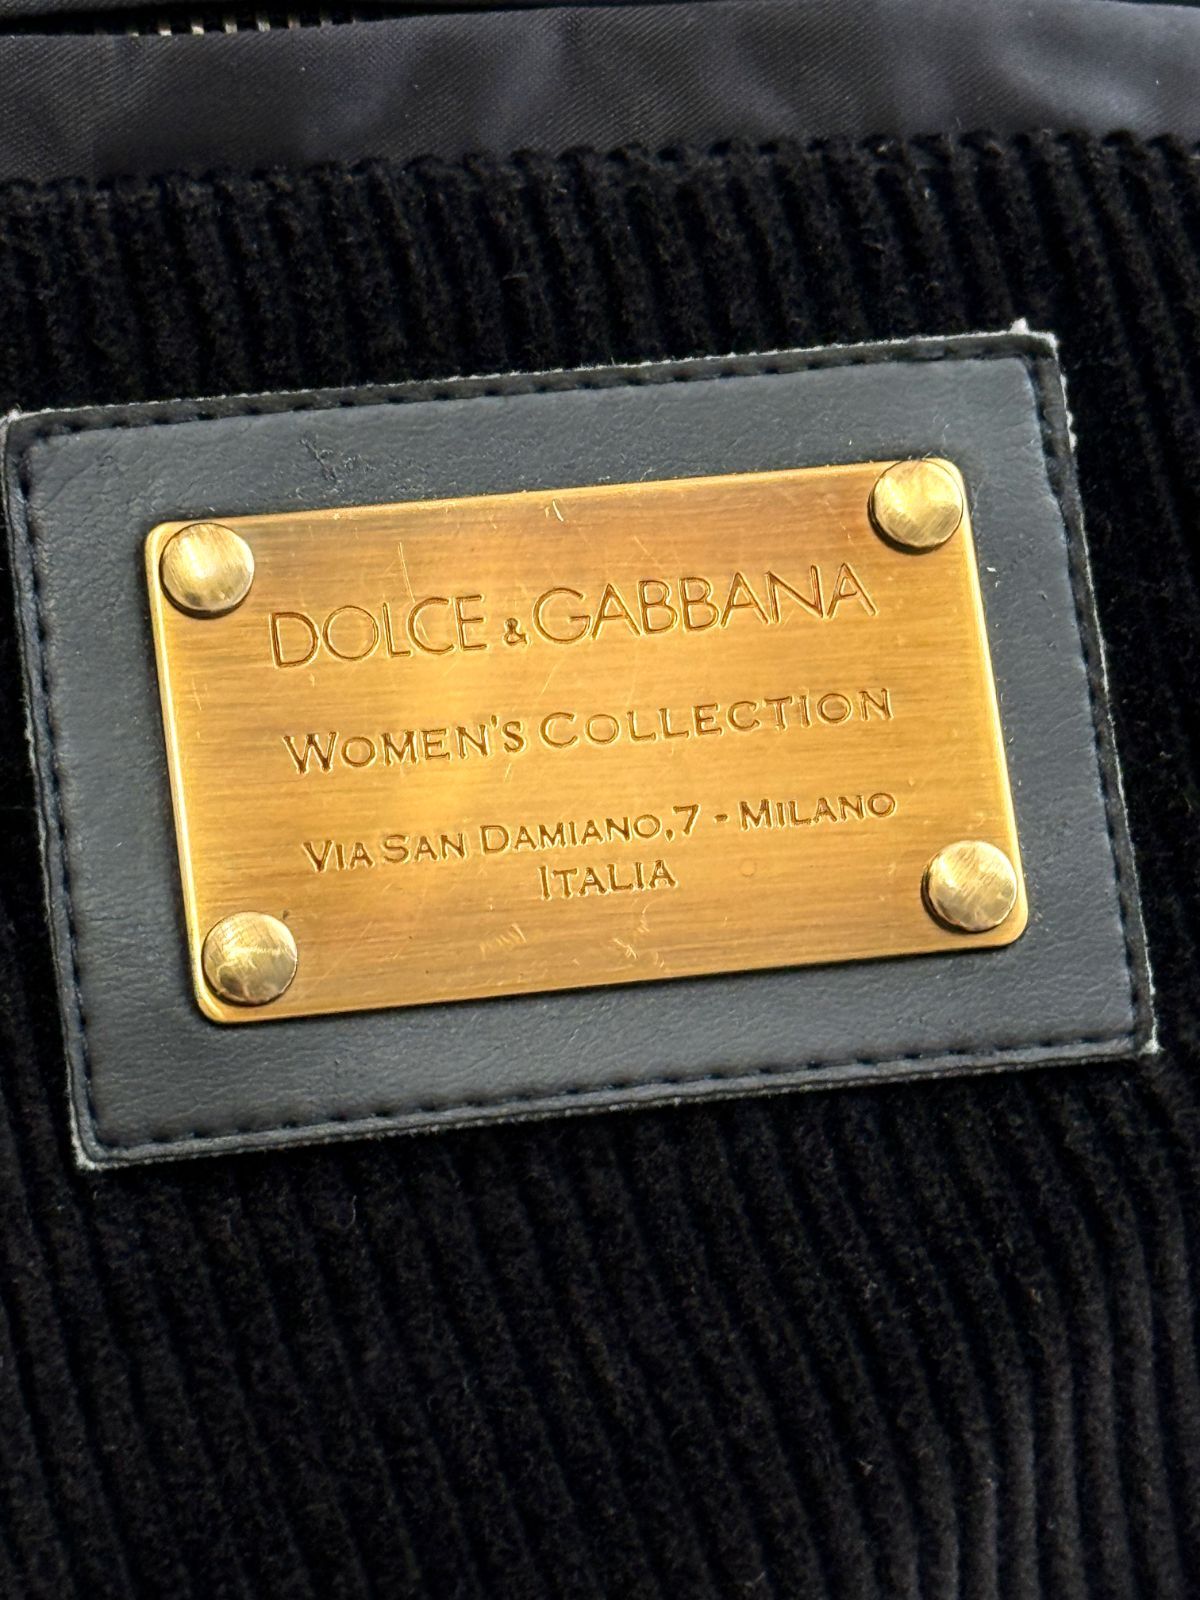 DOLCE & GABBANA
WOMEN'S COLLECTION
VIA SAN DAMIANO, 7 - MILANO
ITALIA